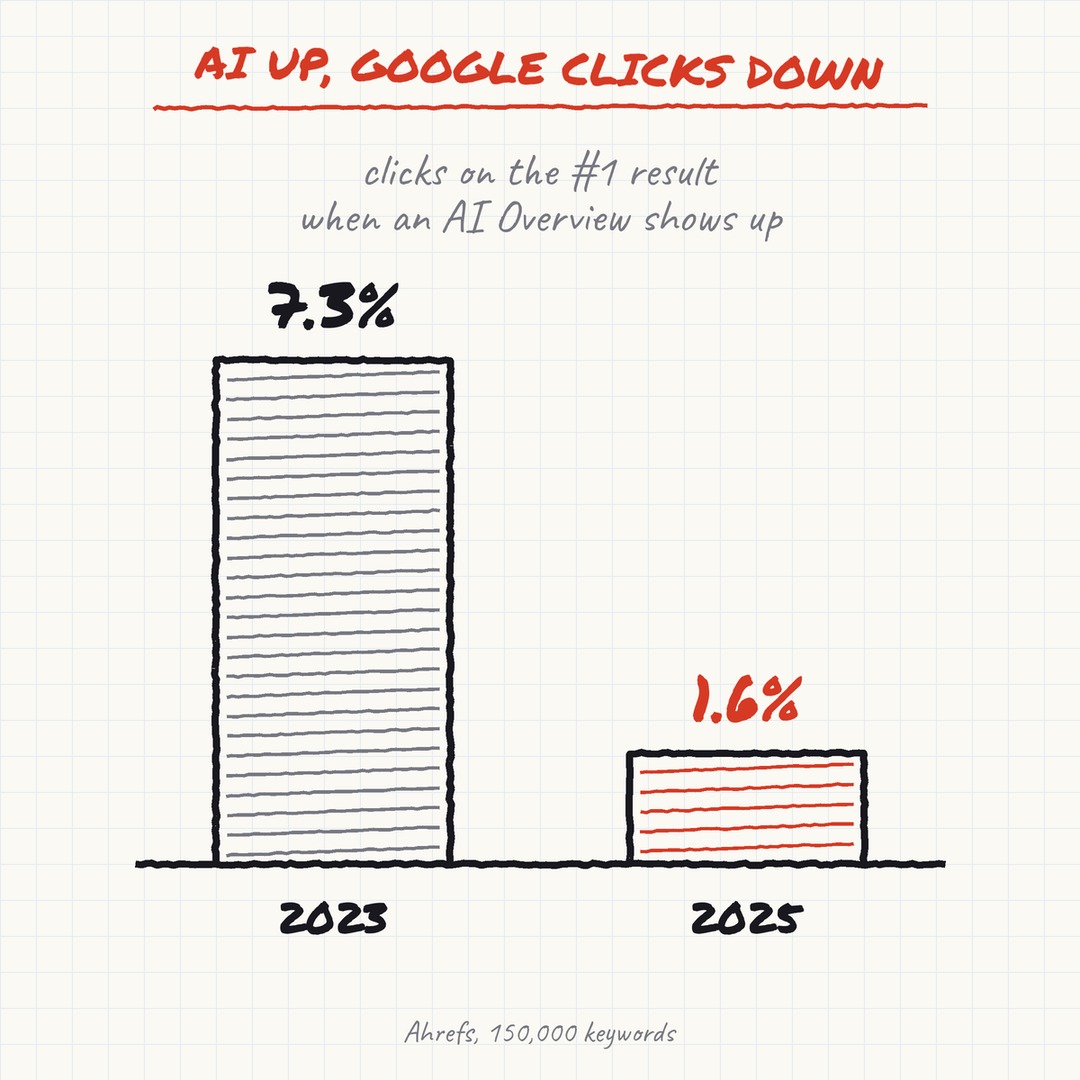 AI UP, GOOGLE CLICKS DOWN
clicks on the #1 result
when an AI Overview shows up
7.3%
1.6%
2023
2025
Ahrefs, 150,000 keywords